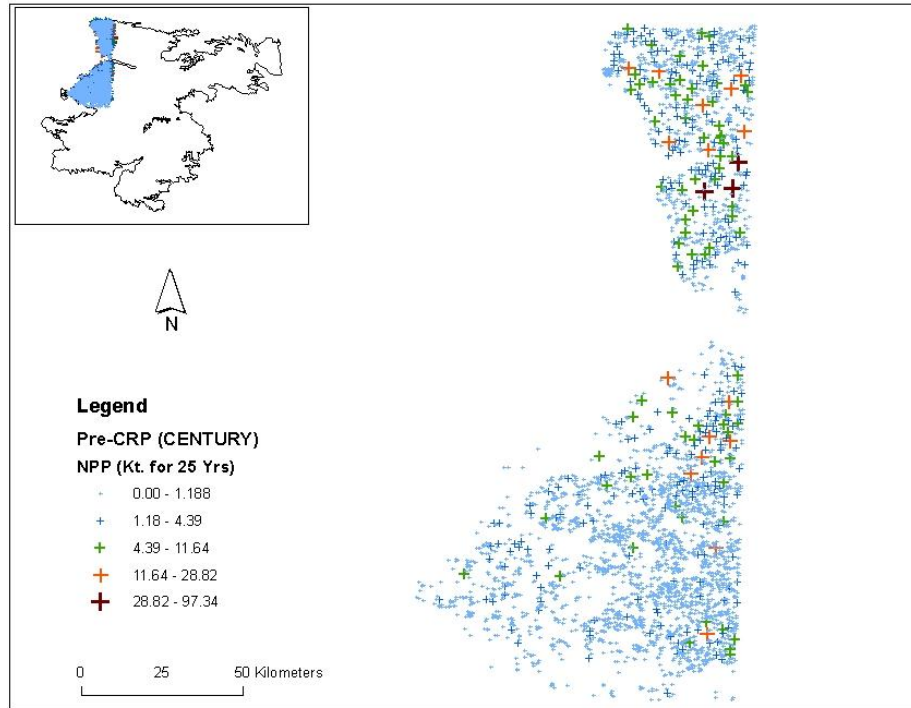 N
Legend
Pre-CRP (CENTURY)
NPP (Kt. for 25 Yrs)
0.00 - 1.188
1.18 - 4.39
4.39 - 11.64
11.64 - 28.82
28.82 - 97.34
0 25 50 Kilometers